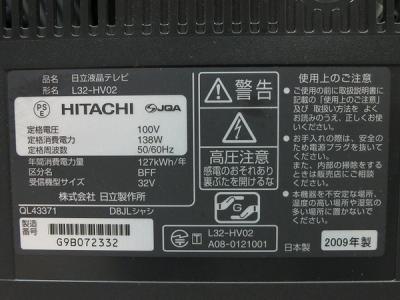 品名 日立液晶テレビ
形名 L32-HV02
PS
E
HITACHI JQA
定格電圧 100V
定格消費電力 138W
定格周波数 50/60Hz
年間消費電力量 127kWh/年
区分名 BFF
受信機型サイズ 32V
株式会社 日立製作所
QL43371 D8JLシャシ
製造番号 G9B072332
警告
高圧注意
感電のおそれあり
裏ぶたを開けるな
G
L32-HV02
A08-0121001
使用上のご注意
●ご使用の前に取扱説明書に記載の「安全上のご注意」及び 取扱い方法を よくお読みのうえ、正しくお使いください。
●お手入れの際は、安全のため電源プラグを抜いてください。
また、内部の掃除をするときは販売店にご相談ください。
●本機器を不安定な場所、高温の場所や、湿気の多い場所に置かないでください。
日本製 2009年製